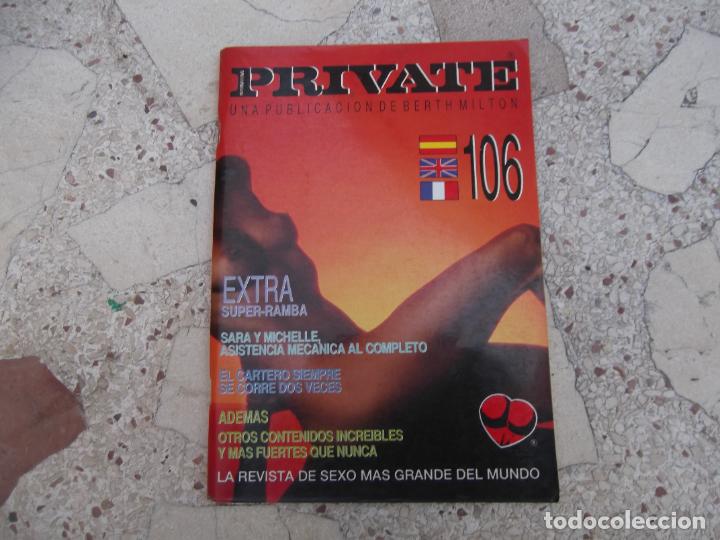 PRIVATE
UNA PUBLICACION DE BERTH MILTON
106
EXTRA
SUPER-RAMBA
SARA Y MICHELLE,
ASISTENCIA MECANICA AL COMPLETO
EL CARTERO SIEMPRE
SE CORRE DOS VECES
ADEMAS
OTROS CONTENIDOS INCREIBLES
Y MAS FUERTES QUE NUNCA
®
LA REVISTA DE SEXO MAS GRANDE DEL MUNDO
todocoleccion.net